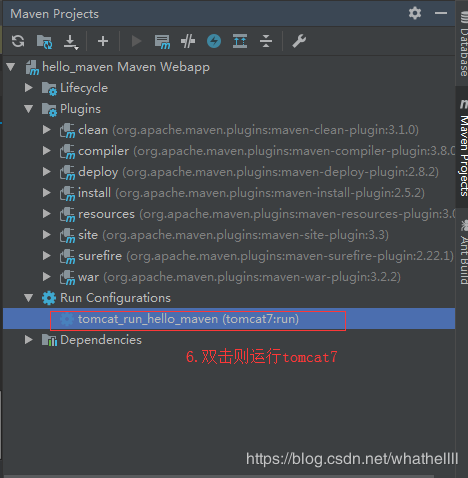 Maven Projects
hello_maven Maven Webapp
Lifecycle
Plugins
clean (org.apache.maven.plugins:maven-clean-plugin:3.1.0)
compiler (org.apache.maven.plugins:maven-compiler-plugin:3.8.0
deploy (org.apache.maven.plugins:maven-deploy-plugin:2.8.2)
install (org.apache.maven.plugins:maven-install-plugin:2.5.2)
resources (org.apache.maven.plugins:maven-resources-plugin:3.0
site (org.apache.maven.plugins:maven-site-plugin:3.3)
surefire (org.apache.maven.plugins:maven-surefire-plugin:2.22.1)
war (org.apache.maven.plugins:maven-war-plugin:3.2.2)
Run Configurations
tomcat_run_hello_maven (tomcat7:run)
Dependencies
6.双击则运行tomcat7
https://blog.csdn.net/whathellll
Database
Maven Projects
Ant Build